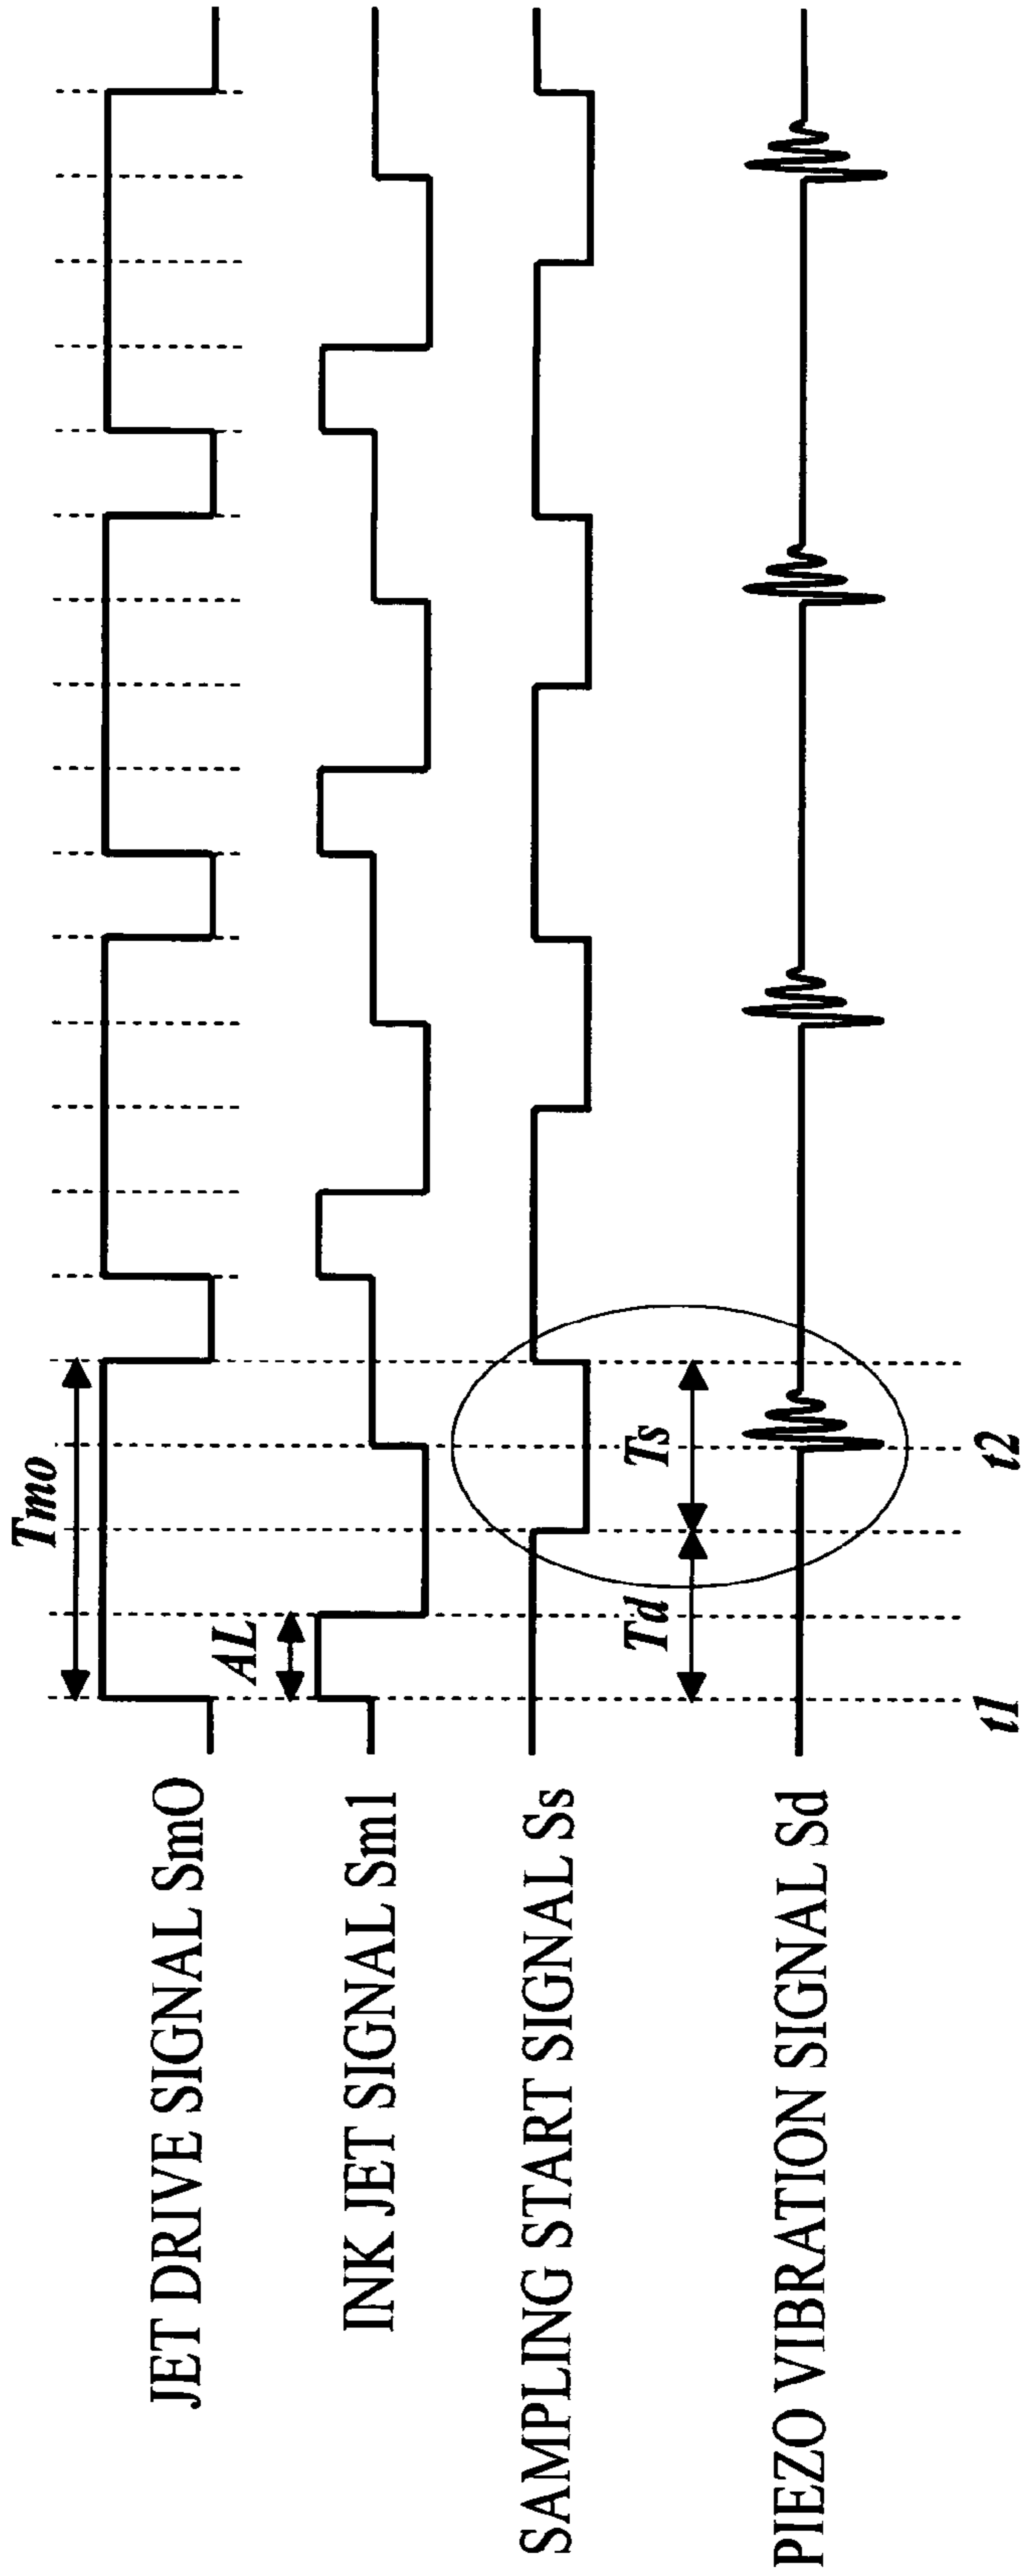 Tmo
JET DRIVE SIGNAL Sm0
AL
INK JET SIGNAL Sm1
SAMPLING START SIGNAL Ss
Td
Ts
PIEZO VIBRATION SIGNAL Sd
t1
t2